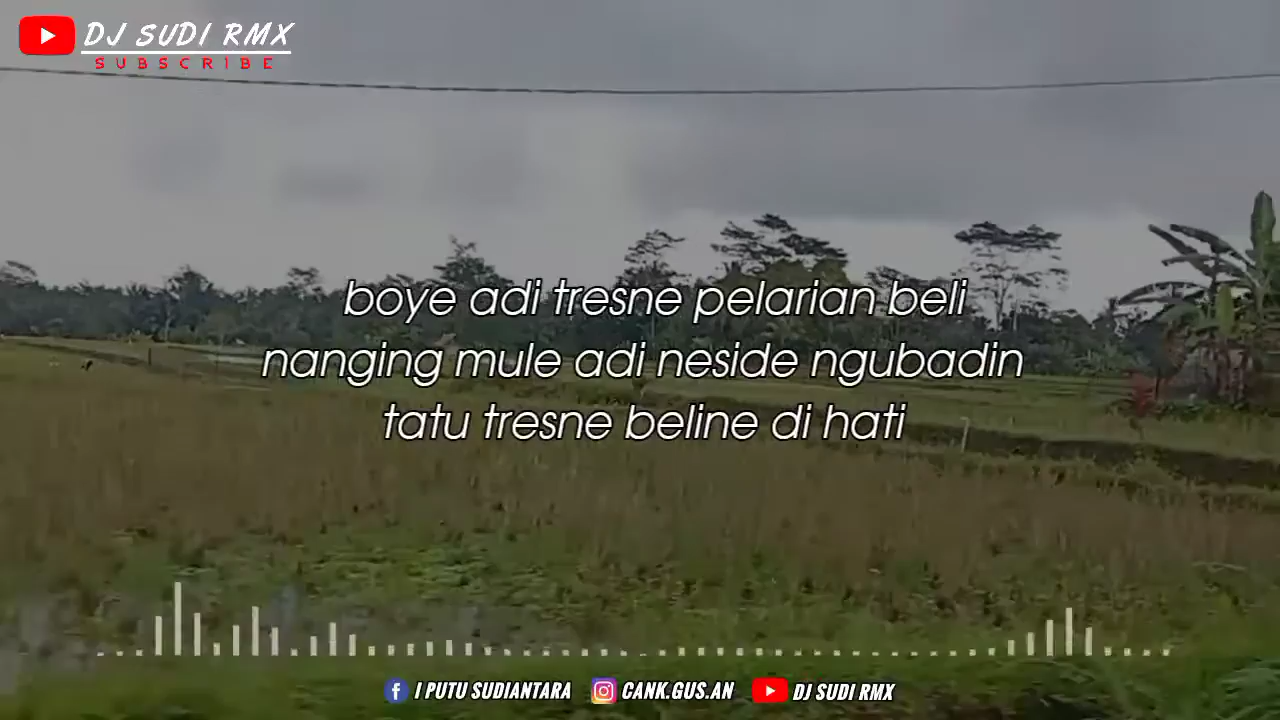 DJ SUDI RMX
SUBSCRIBE
boye adi tresne pelarian beli
nanging mule adi neside ngubadin
tatu tresne beline di hati
I PUTU SUDIANTARA CANK.GUS.AN DJ SUDI RMX